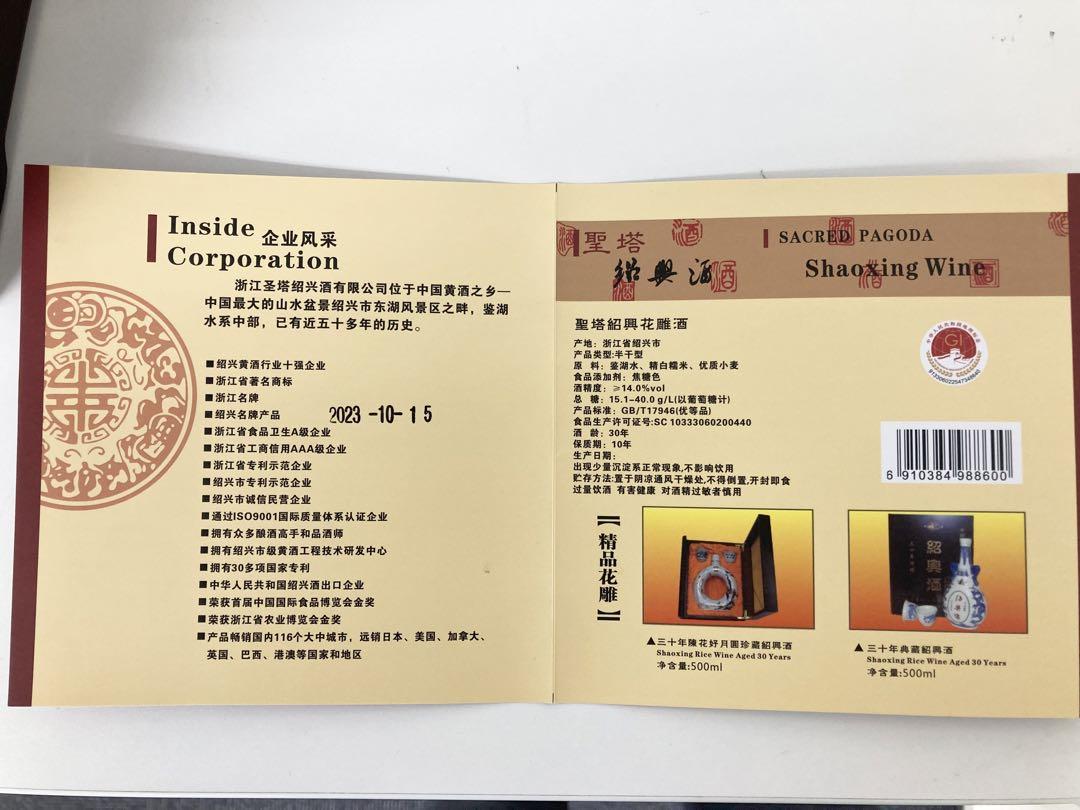 Inside 企业风采
Corporation
浙江圣塔绍兴酒有限公司位于中国黄酒之乡—
中国最大的山水盆景绍兴市东湖风景区之畔，鉴湖
水系中部，已有近五十多年的历史。
■绍兴黄酒行业十强企业
■浙江省著名商标
■浙江名牌
■绍兴名牌产品
2023-10-15
■浙江省食品卫生A级企业
■浙江省工商信用AAA级企业
■浙江省专利示范企业
■绍兴市专利示范企业
■绍兴市诚信民营企业
■通过ISO9001国际质量体系认证企业
■拥有众多酿酒高手和品酒师
■拥有绍兴市级黄酒工程技术研发中心
■拥有30多项国家专利
■中华人民共和国绍兴酒出口企业
■荣获首届中国国际食品博览会金奖
■荣获浙江省农业博览会金奖
■产品畅销国内116个大中城市，远销日本、美国、加拿大、
英国、巴西、港澳等国家和地区
聖塔
紹興酒
SACRED PAGODA
Shaoxing Wine
酒
酒
酒
酒
聖塔紹興花雕酒
产地：浙江省绍兴市
产品类型:半干型
原 料：鉴湖水、精白糯米、优质小麦
食品添加剂：焦糖色
酒精度：≥14.0%vol
总 糖：15.1-40.0 g/L(以葡萄糖计)
产品标准：GB/T17946(优等品)
食品生产许可证号:SC 10333060200440
酒 龄：30年
保质期：10年
生产日期：
出现少量沉淀系正常现象,不影响饮用
贮存方法:置于阴凉通风干燥处,不得倒置,开封即食
过量饮酒 有害健康 对酒精过敏者慎用
中华人民共和国地理标志
GI
6 910384 988600
【精品花雕】
紹興酒
▲三十年陳花好月圓珍藏紹興酒
Shaoxing Rice Wine Aged 30 Years
净含量:500ml
▲三十年典藏紹興酒
Shaoxing Rice Wine Aged 30 Years
净含量:500ml